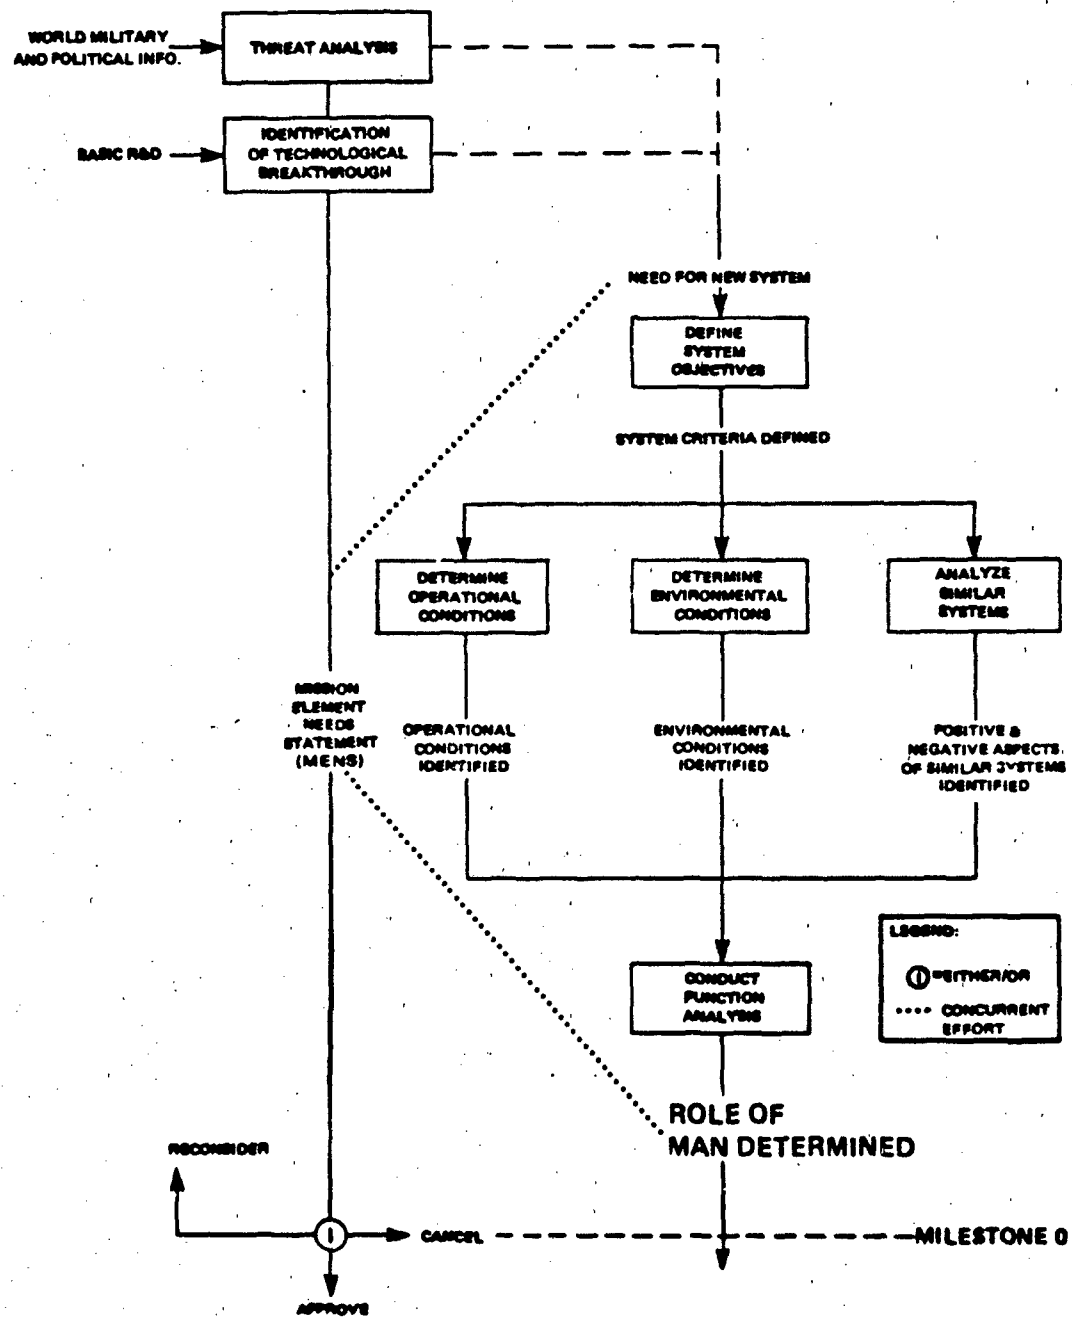 WORLD MILITARY
AND POLITICAL INFO.
THREAT ANALYSIS
BASIC R&D
IDENTIFICATION
OF TECHNOLOGICAL
BREAKTHROUGH
NEED FOR NEW SYSTEM
DEFINE
SYSTEM
OBJECTIVES
SYSTEM CRITERIA DEFINED
DETERMINE
OPERATIONAL
CONDITIONS
DETERMINE
ENVIRONMENTAL
CONDITIONS
ANALYZE
SIMILAR
SYSTEMS
MISSION
ELEMENT
NEEDS
STATEMENT
(MENS)
OPERATIONAL
CONDITIONS
IDENTIFIED
ENVIRONMENTAL
CONDITIONS
IDENTIFIED
POSITIVE &
NEGATIVE ASPECTS
OF SIMILAR SYSTEMS
IDENTIFIED
LEGEND:
=EITHER/OR
CONCURRENT
EFFORT
CONDUCT
FUNCTION
ANALYSIS
ROLE OF
MAN DETERMINED
RECONSIDER
CANCEL
MILESTONE 0
APPROVE